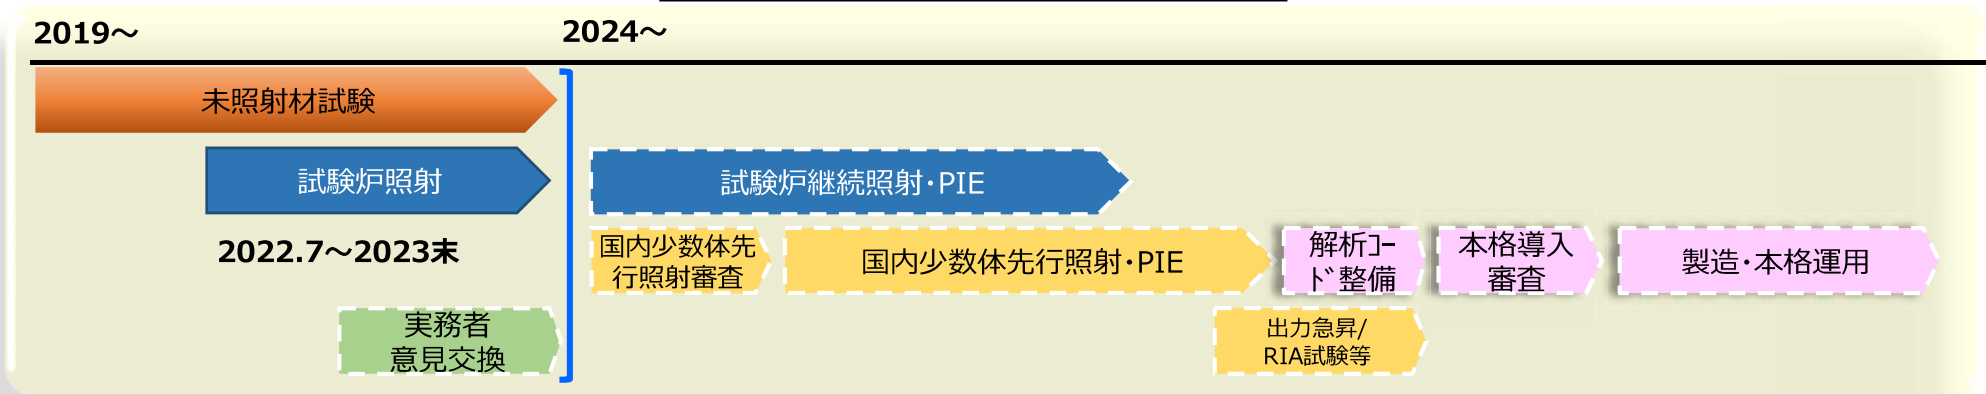 2019～
2024～
未照射材試験
試験炉照射
試験炉継続照射･PIE
2022.7～2023末
国内少数体先
行照射審査
国内少数体先行照射･PIE
解析ｺｰ
ﾄﾞ整備
本格導入
審査
製造･本格運用
実務者
意見交換
出力急昇/
RIA試験等